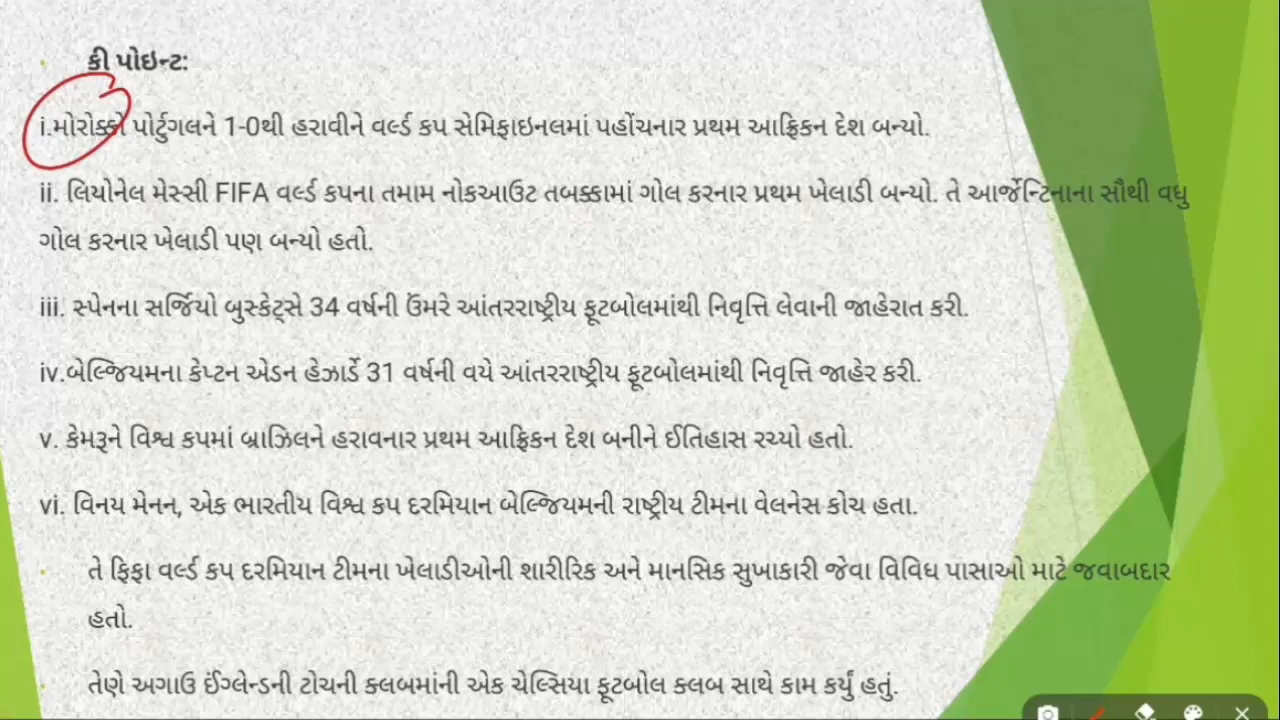 કી પોઇન્ટ:
i.મોરોક્કો પોર્ટુગલને 1-0થી હરાવીને વર્લ્ડ કપ સેમિફાઇનલમાં પહોંચનાર પ્રથમ આફ્રિકન દેશ બન્યો.
ii. લિયોનેલ મેસ્સી FIFA વર્લ્ડ કપના તમામ નોકઆઉટ તબક્કામાં ગોલ કરનાર પ્રથમ ખેલાડી બન્યો. તે આર્જેન્ટિનાના સૌથી વધુ
ગોલ કરનાર ખેલાડી પણ બન્યો હતો.
iii. સ્પેનના સર્જિયો બુસ્કેટ્સે 34 વર્ષની ઉંમરે આંતરરાષ્ટ્રીય ફૂટબોલમાંથી નિવૃત્તિ લેવાની જાહેરાત કરી.
iv.બેલ્જિયમના કેપ્ટન એડન હેઝાર્ડે 31 વર્ષની વયે આંતરરાષ્ટ્રીય ફૂટબોલમાંથી નિવૃત્તિ જાહેર કરી.
v. કેમરૂને વિશ્વ કપમાં બ્રાઝિલને હરાવનાર પ્રથમ આફ્રિકન દેશ બનીને ઈતિહાસ રચ્યો હતો.
vi. વિનય મેનન, એક ભારતીય વિશ્વ કપ દરમિયાન બેલ્જિયમની રાષ્ટ્રીય ટીમના વેલનેસ કોચ હતા.
તે ફિફા વર્લ્ડ કપ દરમિયાન ટીમના ખેલાડીઓની શારીરિક અને માનસિક સુખાકારી જેવા વિવિધ પાસાઓ માટે જવાબદાર
હતો.
તેણે અગાઉ ઈંગ્લેન્ડની ટોચની ક્લબમાંની એક ચેલ્સિયા ફૂટબોલ ક્લબ સાથે કામ કર્યું હતું.